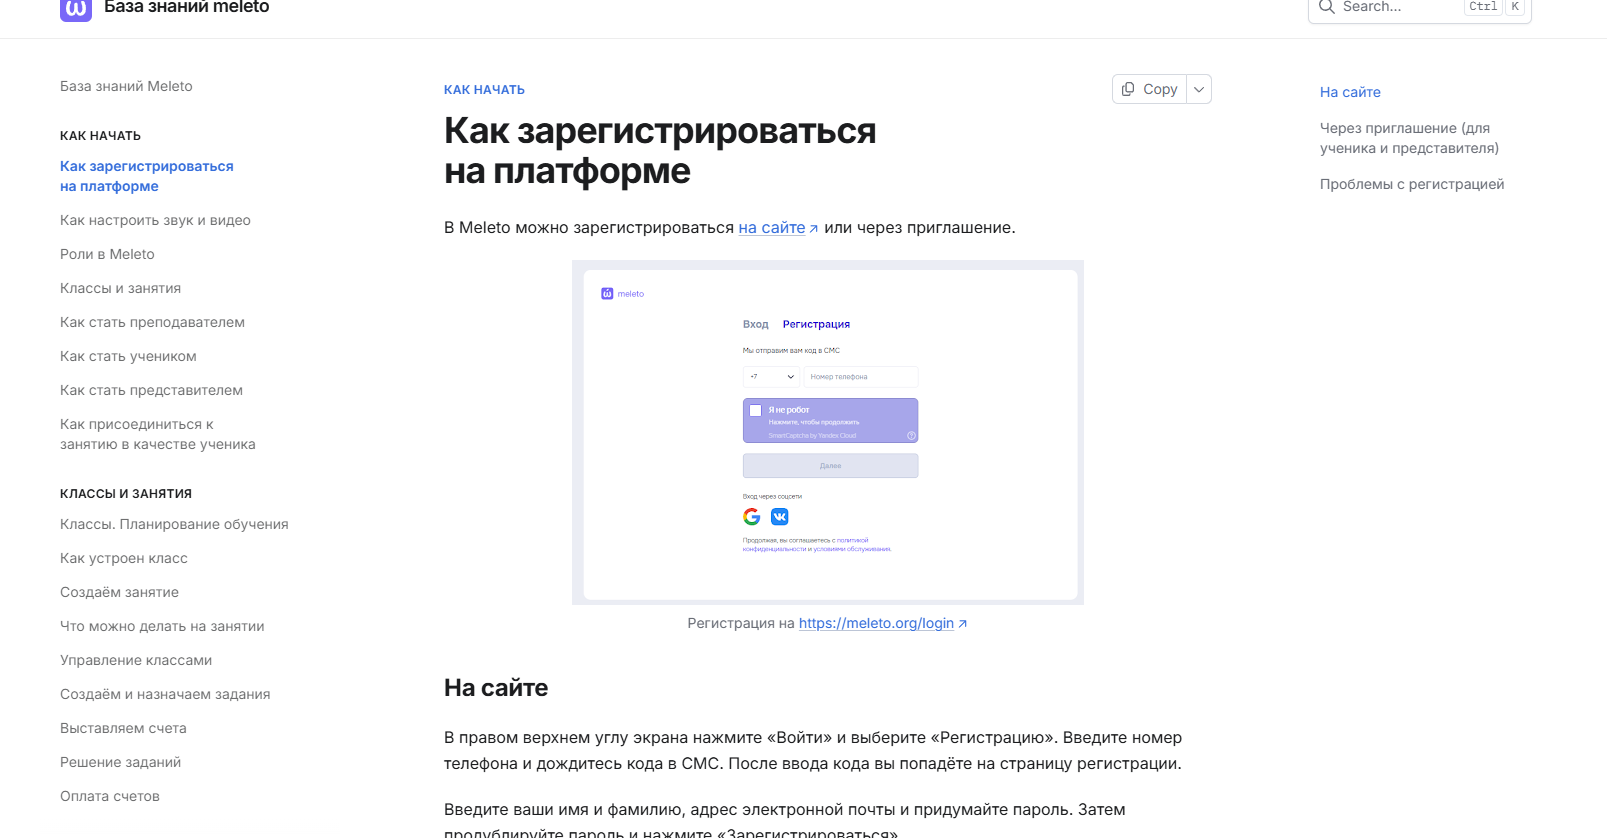 База знаний meleto
Search...
Ctrl K
База знаний Meleto
КАК НАЧАТЬ
Как зарегистрироваться
на платформе
Как настроить звук и видео
Роли в Meleto
Классы и занятия
Как стать преподавателем
Как стать учеником
Как стать представителем
Как присоединиться к
занятию в качестве ученика
КЛАССЫ И ЗАНЯТИЯ
Классы. Планирование обучения
Как устроен класс
Создаём занятие
Что можно делать на занятии
Управление классами
Создаём и назначаем задания
Выставляем счета
Решение заданий
Оплата счетов
КАК НАЧАТЬ
Copy
Как зарегистрироваться
на платформе
В Meleto можно зарегистрироваться на сайте или через приглашение.
meleto
Вход Регистрация
Мы отправим вам код в СМС
+7 Номер телефона
Я не робот
Нажмите, чтобы продолжить
SmartCaptcha by Yandex Cloud
Далее
Вход через соцсети
Продолжая, вы соглашаетесь с политикой
конфиденциальности и условиями обслуживания.
Регистрация на https://meleto.org/login
На сайте
В правом верхнем углу экрана нажмите «Войти» и выберите «Регистрацию». Введите номер
телефона и дождитесь кода в СМС. После ввода кода вы попадёте на страницу регистрации.
Введите ваши имя и фамилию, адрес электронной почты и придумайте пароль. Затем
продублируйте пароль и нажмите «Зарегистрироваться».
На сайте
Через приглашение (для
ученика и представителя)
Проблемы с регистрацией